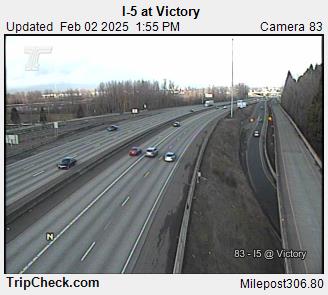 I-5 at Victory
Updated Feb 02 2025 1:55 PM Camera 83
T
N
83 - I5 @ Victory
TripCheck.com Milepost306.80